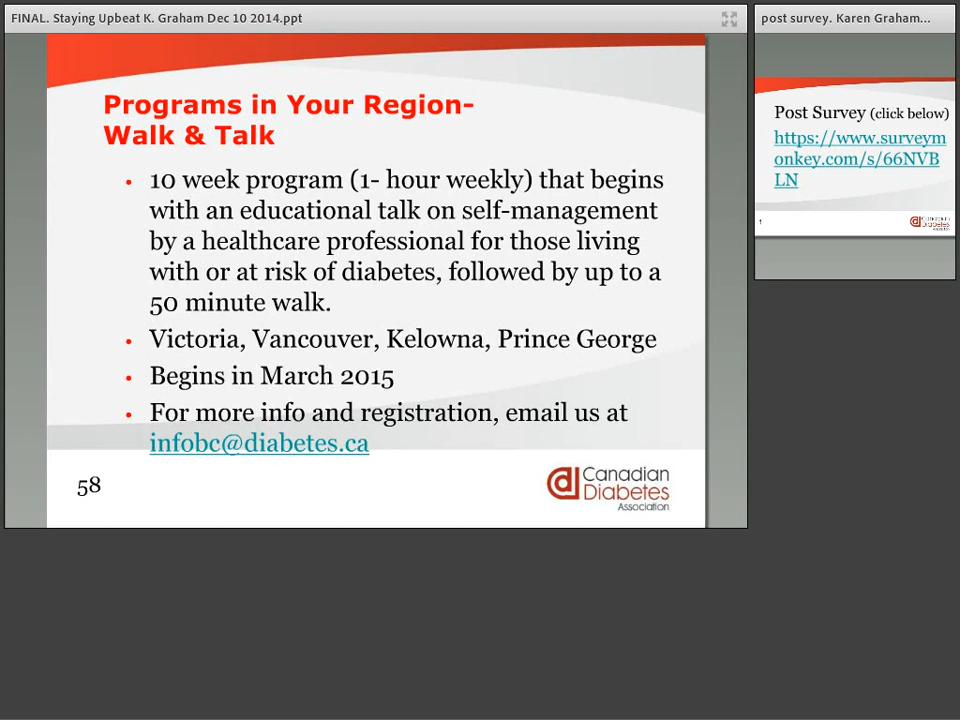 FINAL. Staying Upbeat K. Graham Dec 10 2014.ppt
Programs in Your Region-
Walk & Talk
• 10 week program (1- hour weekly) that begins
with an educational talk on self-management
by a healthcare professional for those living
with or at risk of diabetes, followed by up to a
50 minute walk.
• Victoria, Vancouver, Kelowna, Prince George
• Begins in March 2015
• For more info and registration, email us at
infobc@diabetes.ca
58
Canadian
Diabetes
Association
post survey. Karen Graham...
Post Survey (click below)
https://www.surveym
onkey.com/s/66NVB
LN
1
Canadian
Diabetes
Association